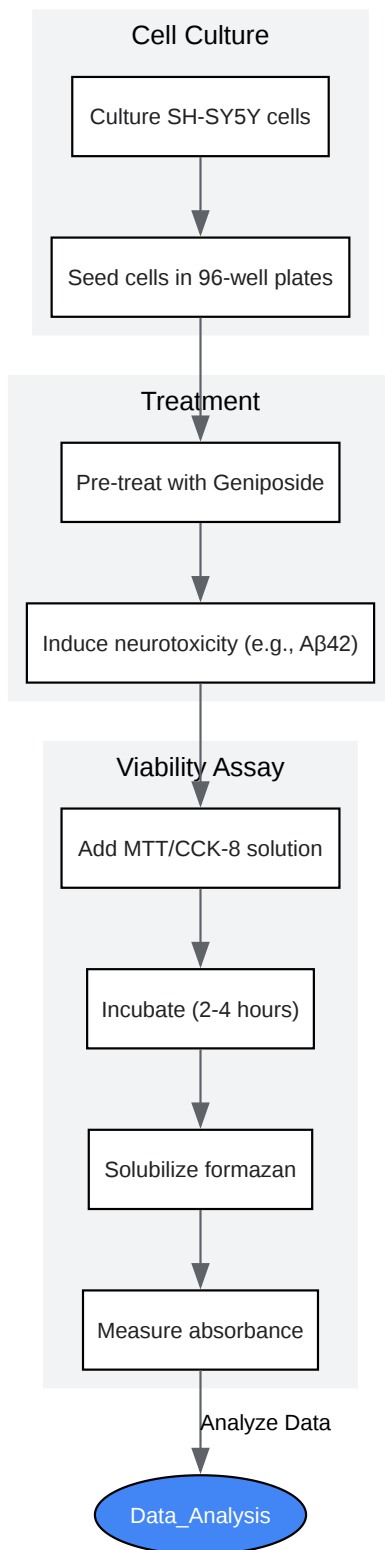 Cell Culture
Culture SH-SY5Y cells
Seed cells in 96-well plates
Treatment
Pre-treat with Geniposide
Induce neurotoxicity (e.g., Aβ42)
Viability Assay
Add MTT/CCK-8 solution
Incubate (2-4 hours)
Solubilize formazan
Measure absorbance
Analyze Data
Data_Analysis